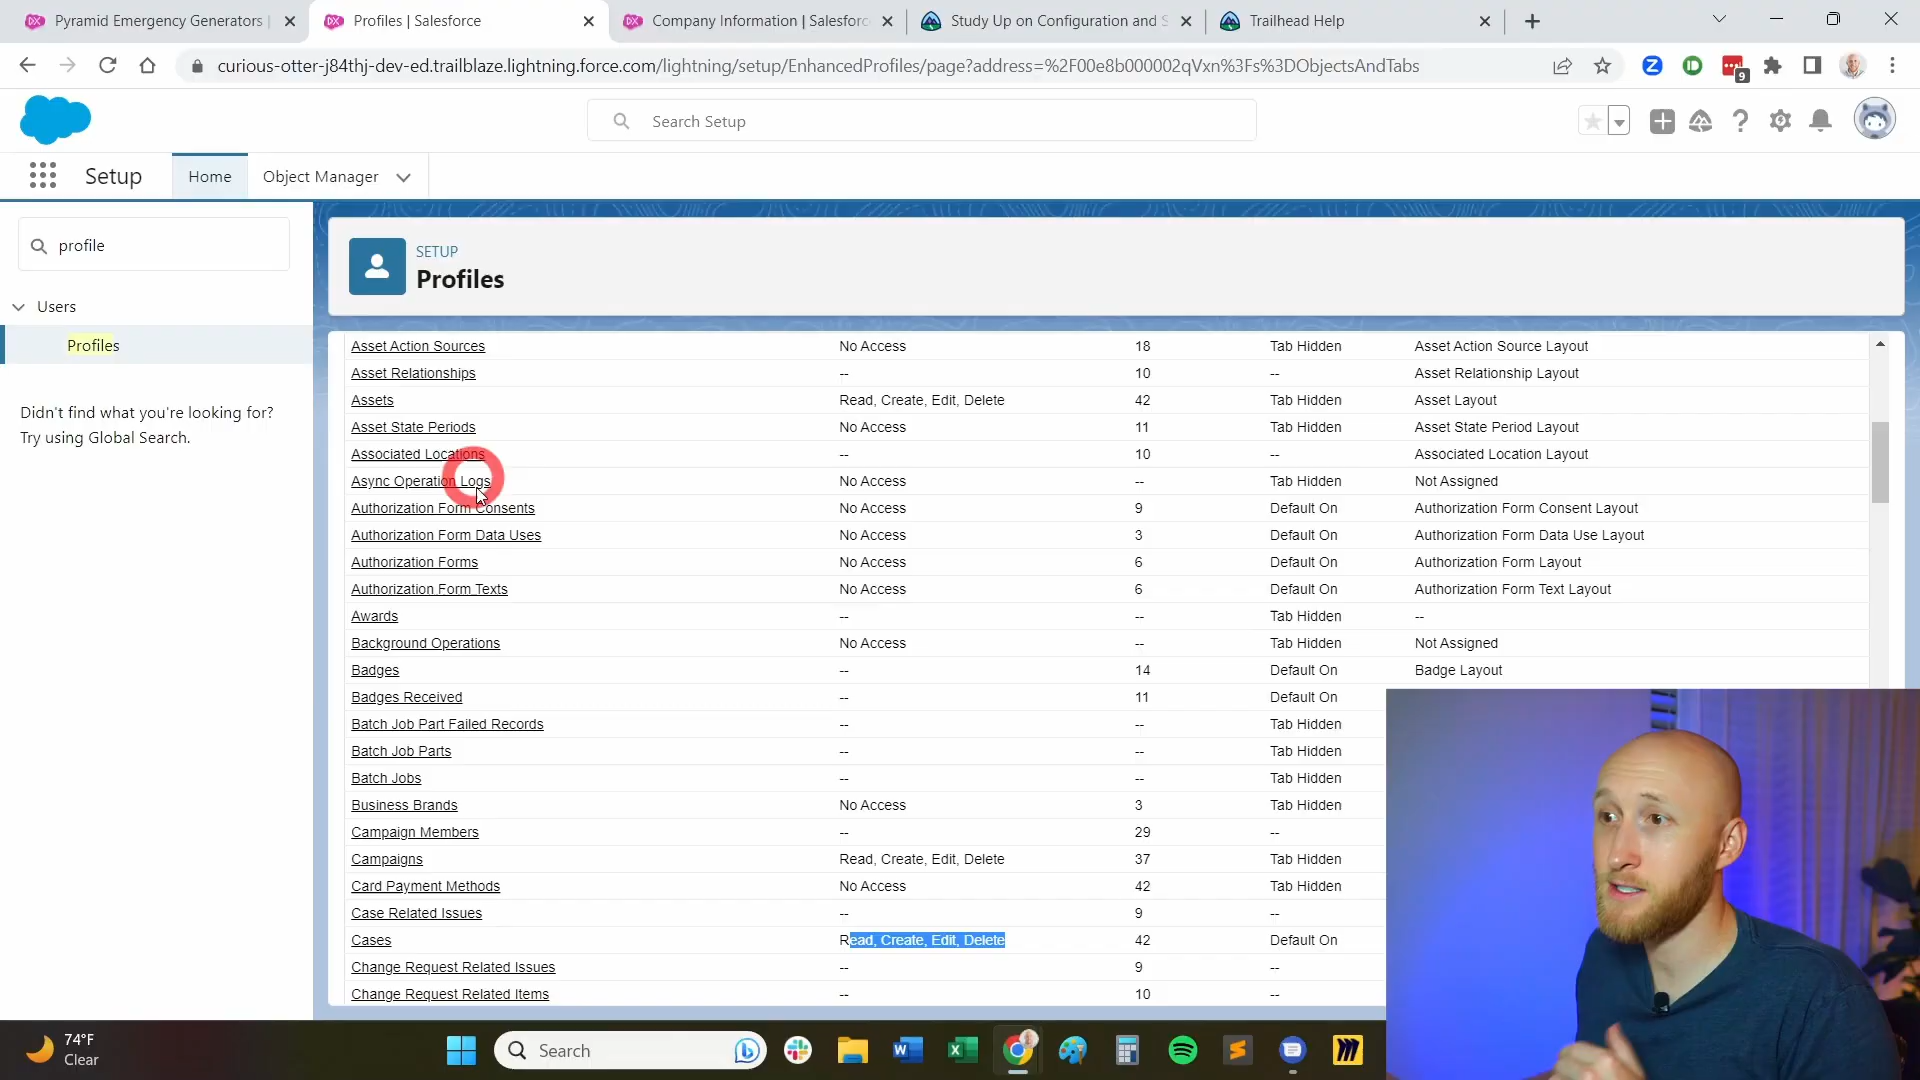 Pyramid Emergency Generators |
Profiles | Salesforce
Company Information | Salesforc
Study Up on Configuration and S
Trailhead Help
curious-otter-j84thj-dev-ed.trailblaze.lightning.force.com/lightning/setup/EnhancedProfiles/page?address=%2F00e8b000002qVxn%3Fs%3DObjectsAndTabs
9
Search Setup
Setup
Home
Object Manager
profile
Users
Profiles
Didn't find what you're looking for?
Try using Global Search.
SETUP
Profiles
Asset Action Sources No Access 18 Tab Hidden Asset Action Source Layout
Asset Relationships -- 10 -- Asset Relationship Layout
Assets Read, Create, Edit, Delete 42 Tab Hidden Asset Layout
Asset State Periods No Access 11 Tab Hidden Asset State Period Layout
Associated Locations -- 10 -- Associated Location Layout
Async Operation Logs No Access -- Tab Hidden Not Assigned
Authorization Form Consents No Access 9 Default On Authorization Form Consent Layout
Authorization Form Data Uses No Access 3 Default On Authorization Form Data Use Layout
Authorization Forms No Access 6 Default On Authorization Form Layout
Authorization Form Texts No Access 6 Default On Authorization Form Text Layout
Awards -- -- Tab Hidden --
Background Operations No Access -- Tab Hidden Not Assigned
Badges -- 14 Default On Badge Layout
Badges Received -- 11 Default On
Batch Job Part Failed Records -- -- Tab Hidden
Batch Job Parts -- -- Tab Hidden
Batch Jobs -- -- Tab Hidden
Business Brands No Access 3 Tab Hidden
Campaign Members -- 29 --
Campaigns Read, Create, Edit, Delete 37 Tab Hidden
Card Payment Methods No Access 42 Tab Hidden
Case Related Issues -- 9 --
Cases Read, Create, Edit, Delete 42 Default On
Change Request Related Issues -- 9 --
Change Request Related Items -- 10 --
74°F
Clear
Search